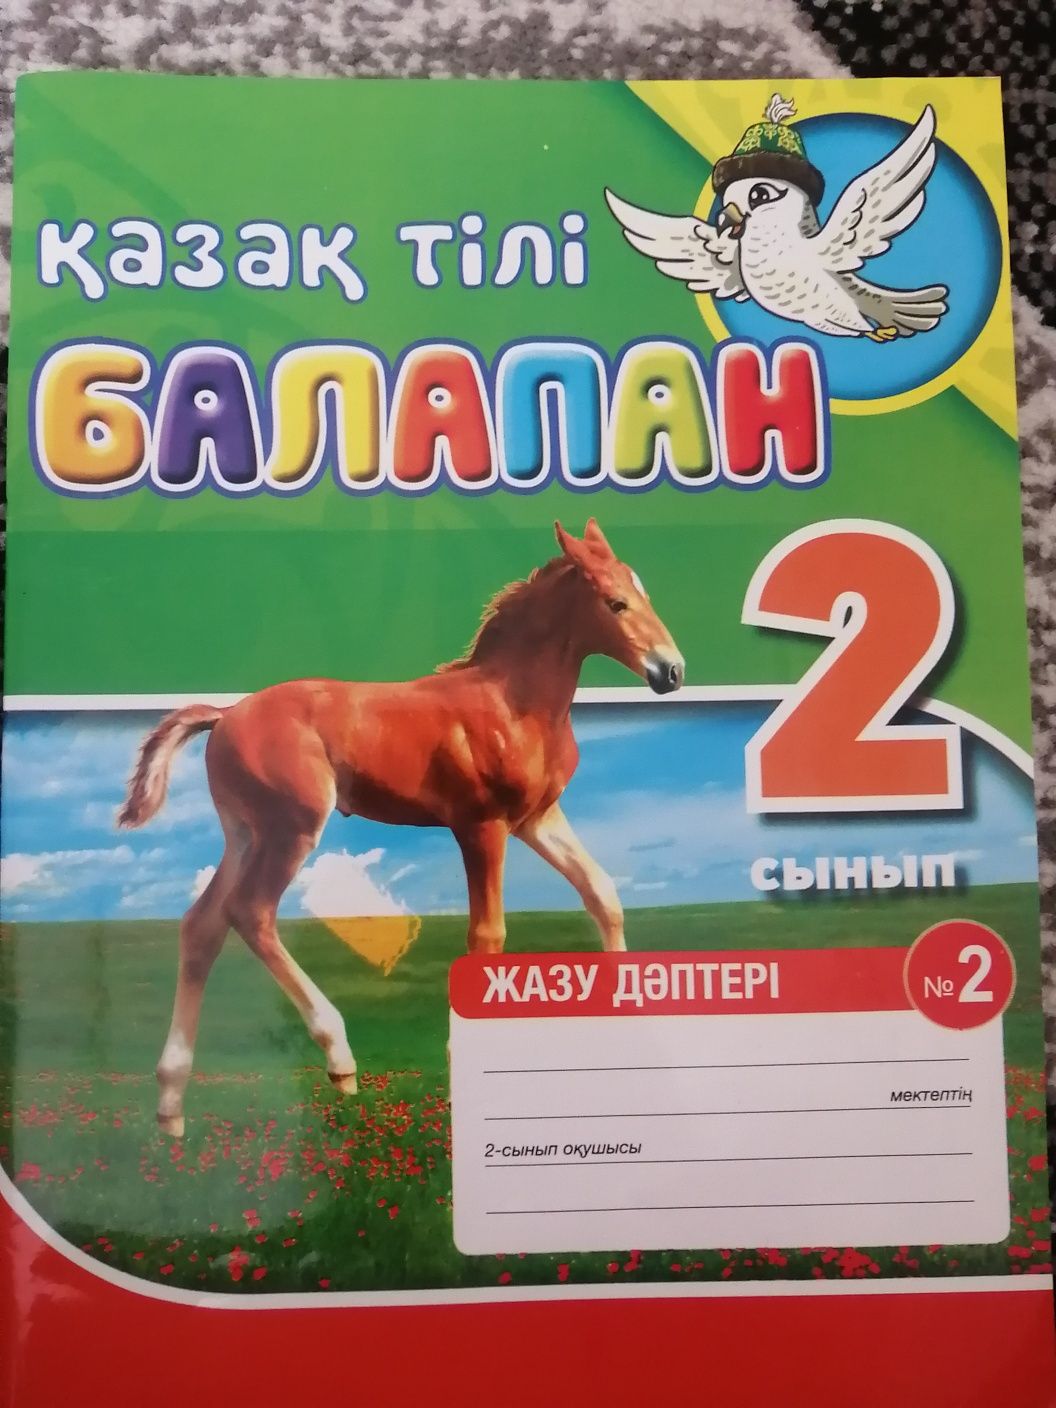 қазақ тілі
БАЛАПАН
2
сынып
ЖАЗУ ДӘПТЕРІ
№2
мектептің
2-сынып оқушысы